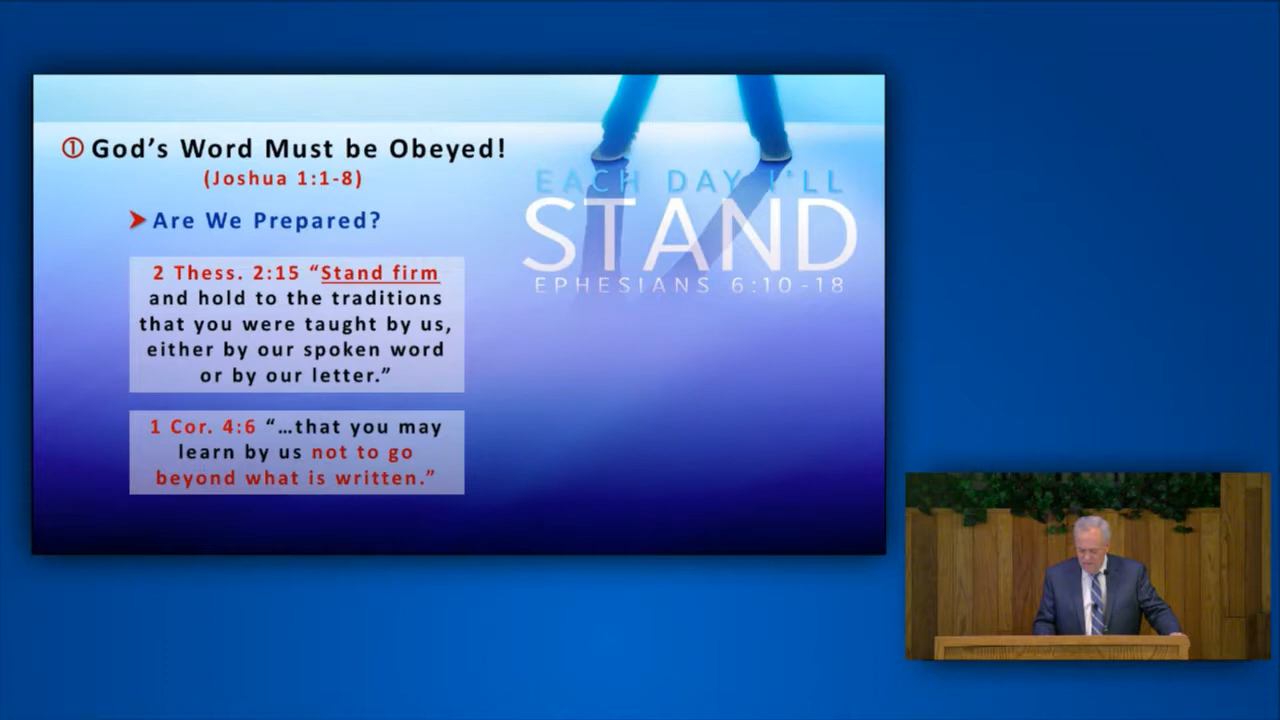 ① God’s Word Must be Obeyed!
(Joshua 1:1-8)
➤ Are We Prepared?
2 Thess. 2:15 “Stand firm
and hold to the traditions
that you were taught by us,
either by our spoken word
or by our letter.”
1 Cor. 4:6 “…that you may
learn by us not to go
beyond what is written.”
EACH DAY I'LL
STAND
EPHESIANS 6:10-18